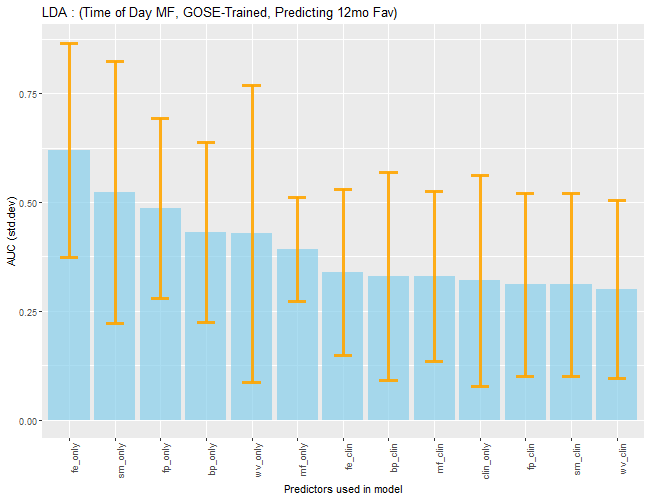 LDA : (Time of Day MF, GOSE-Trained, Predicting 12mo Fav)
AUC (std.dev)
0.75
0.50
0.25
0.00
fe_only
sm_only
fp_only
bp_only
wv_only
mf_only
fe_clin
bp_clin
mf_clin
clin_only
fp_clin
sm_clin
wv_clin
Predictors used in model